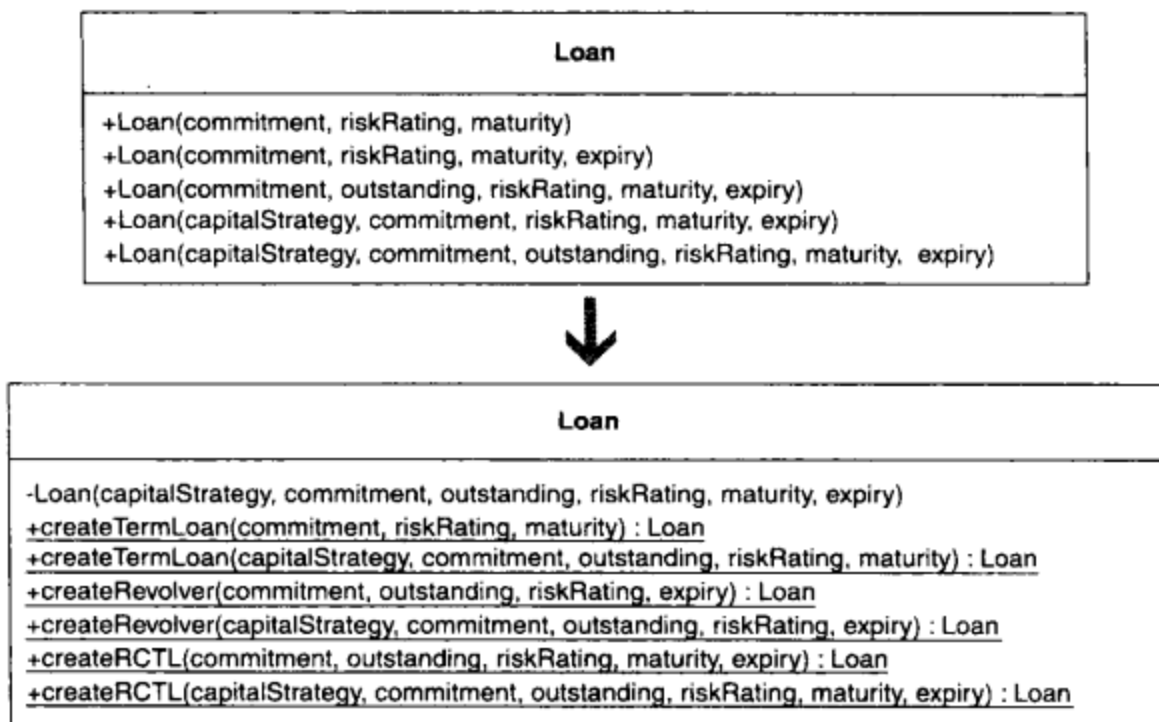 Loan
+Loan(commitment, riskRating, maturity)
+Loan(commitment, riskRating, maturity, expiry)
+Loan(commitment, outstanding, riskRating, maturity, expiry)
+Loan(capitalStrategy, commitment, riskRating, maturity, expiry)
+Loan(capitalStrategy, commitment, outstanding, riskRating, maturity, expiry)
Loan
-Loan(capitalStrategy, commitment, outstanding, riskRating, maturity, expiry)
+createTermLoan(commitment, riskRating, maturity) : Loan
+createTermLoan(capitalStrategy, commitment, outstanding, riskRating, maturity) : Loan
+createRevolver(commitment, outstanding, riskRating, expiry) : Loan
+createRevolver(capitalStrategy, commitment, outstanding, riskRating, expiry) : Loan
+createRCTL(commitment, outstanding, riskRating, maturity, expiry) : Loan
+createRCTL(capitalStrategy, commitment, outstanding, riskRating, maturity, expiry) : Loan